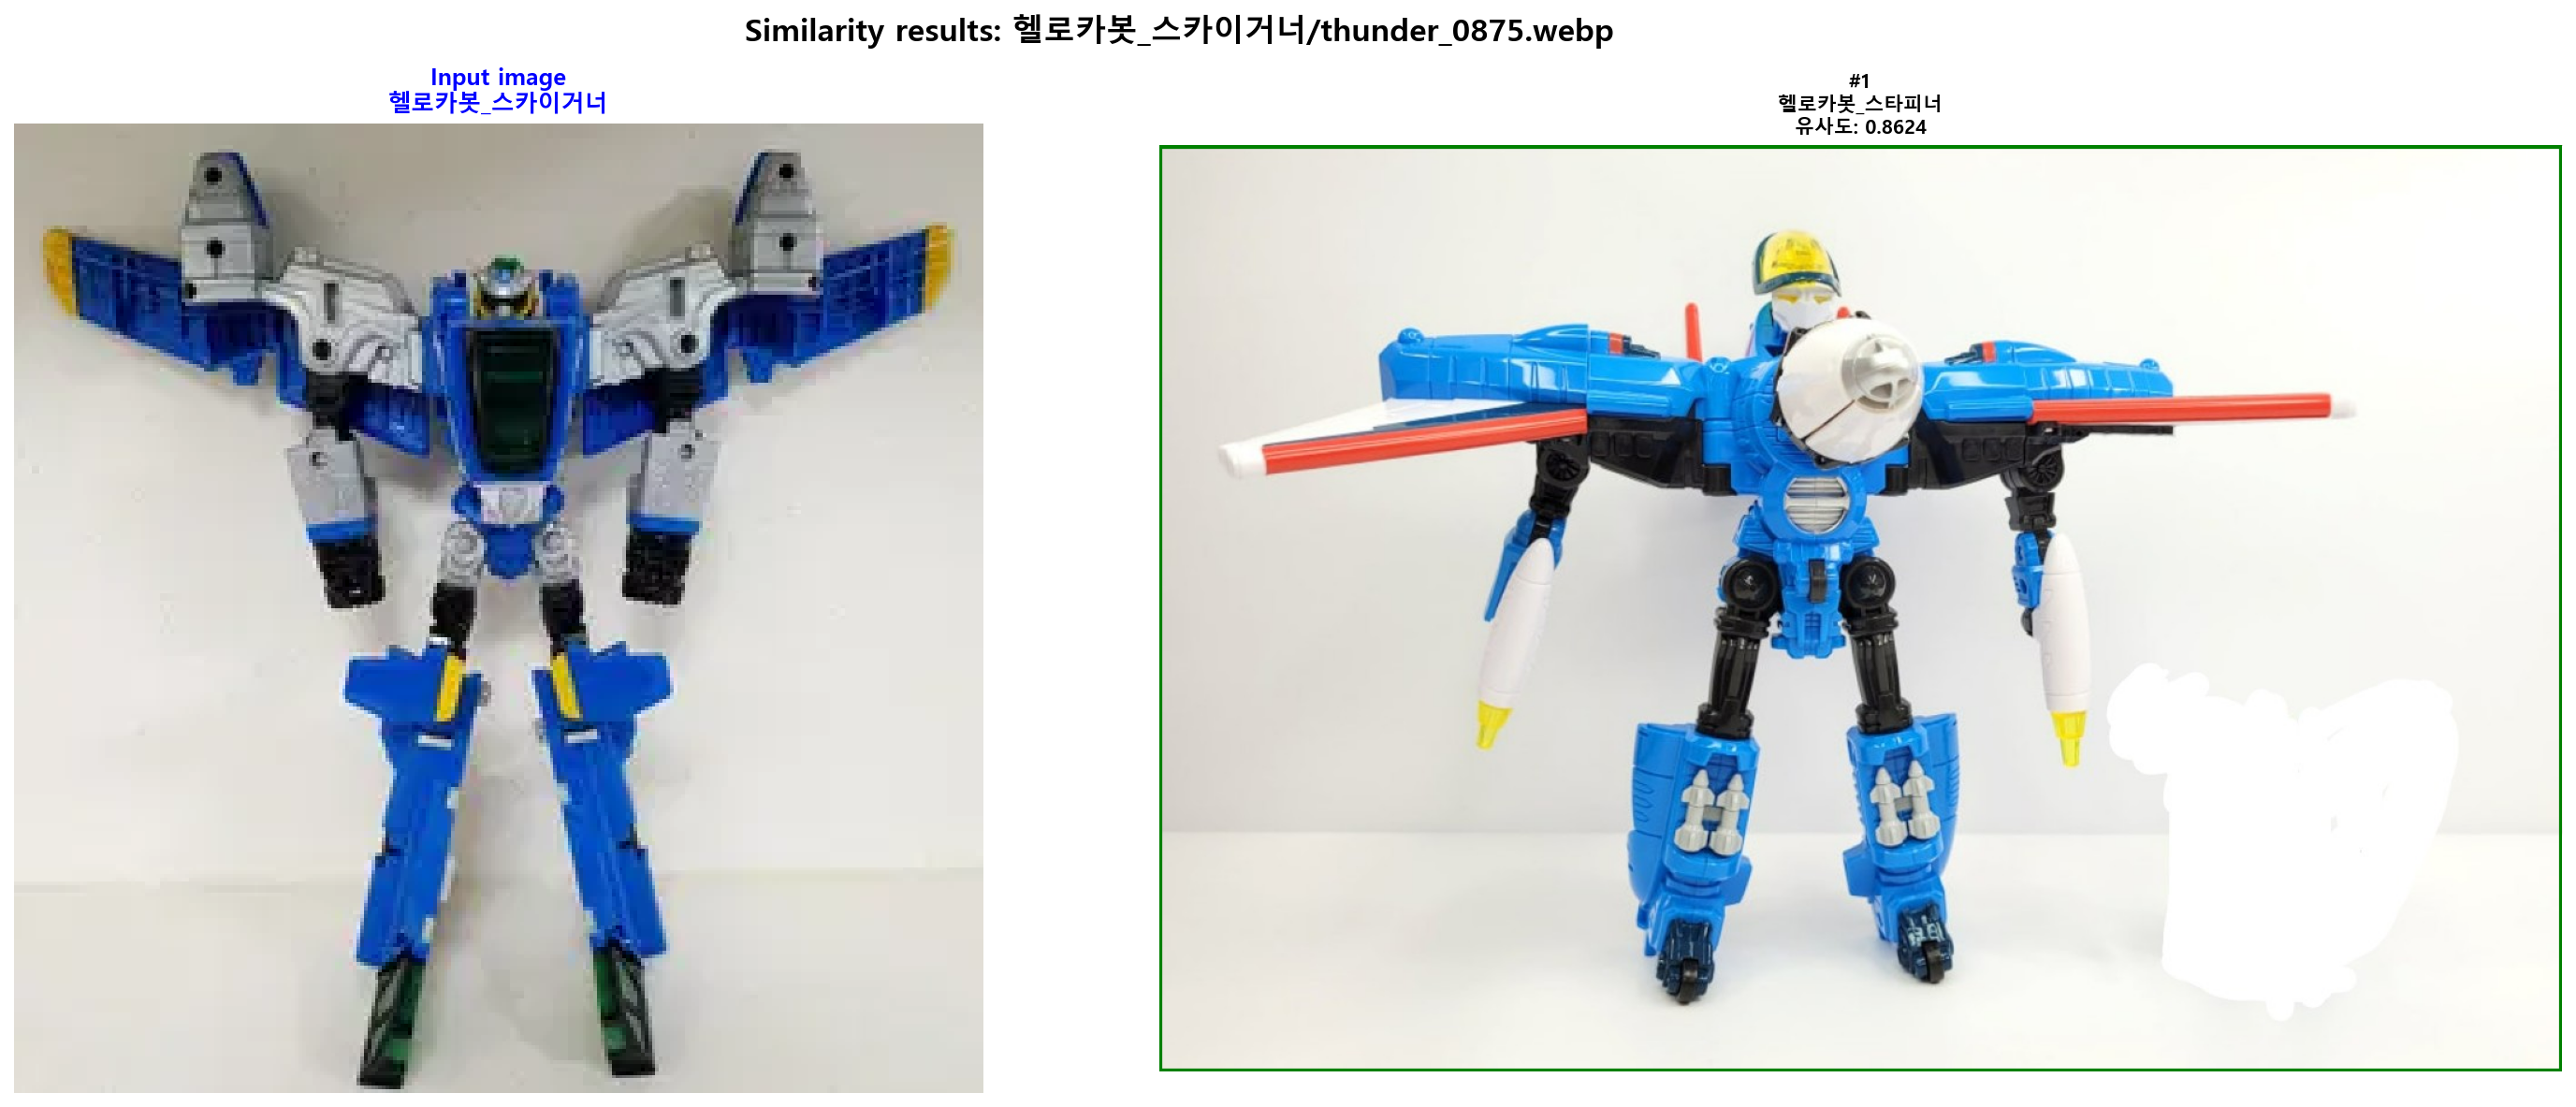 Similarity results: 헬로카봇_스카이거너/thunder_0875.webp
Input image
헬로카봇_스카이거너
#1
헬로카봇_스타피너
유사도: 0.8624